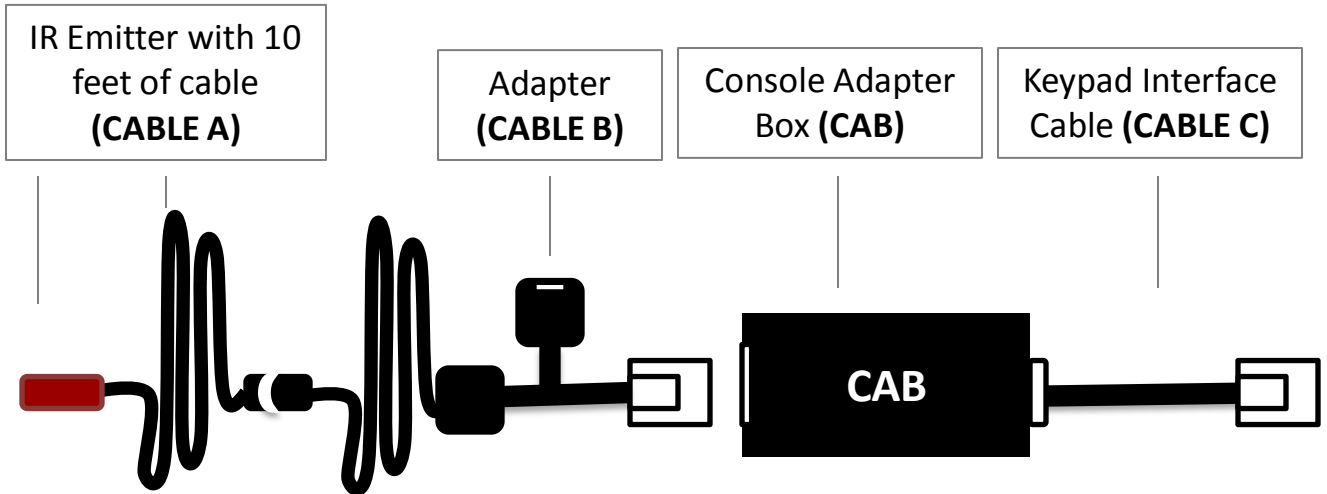 IR Emitter with 10
feet of cable
(CABLE A)
Adapter
(CABLE B)
Console Adapter
Box (CAB)
Keypad Interface
Cable (CABLE C)
CAB